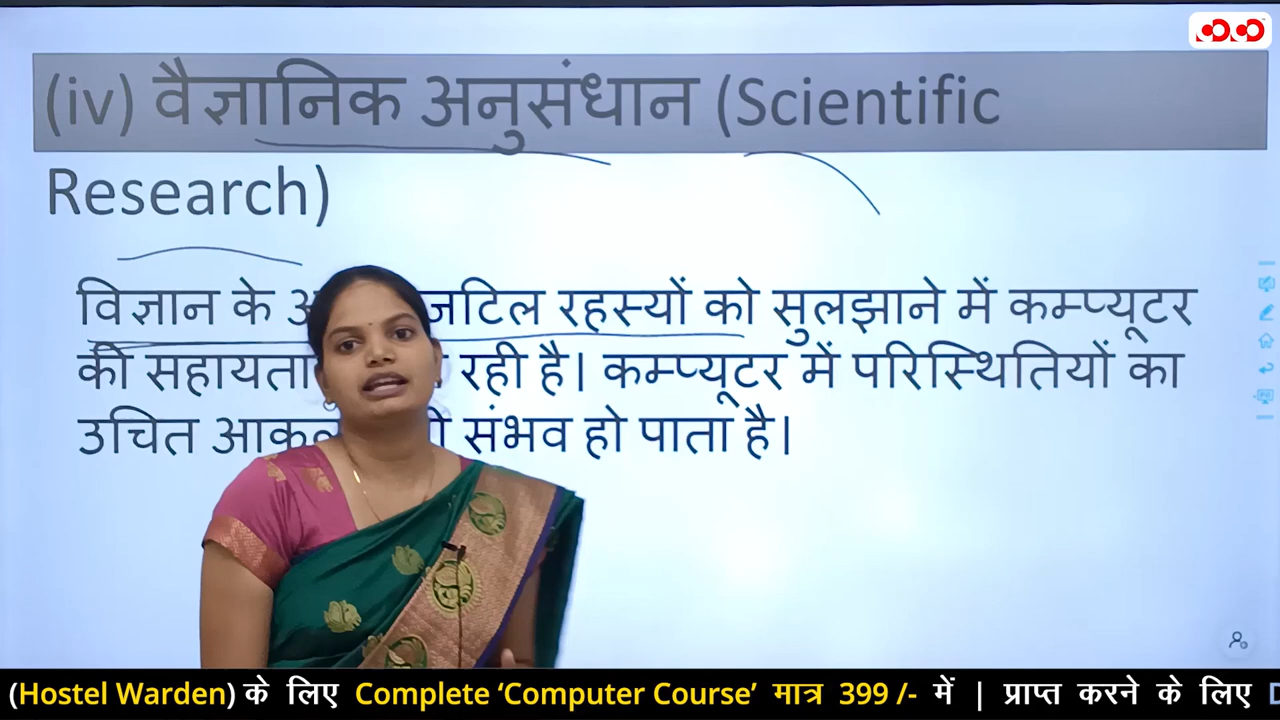 (iv) वैज्ञानिक अनुसंधान (Scientific
Research)
विज्ञान के जटिल रहस्यों को सुलझाने में कम्प्यूटर
की सहायता रही है। कम्प्यूटर में परिस्थितियों का
उचित संभव हो पाता है।
(Hostel Warden) के लिए Complete ‘Computer Course’ मात्र 399 /- में | प्राप्त करने के लिए